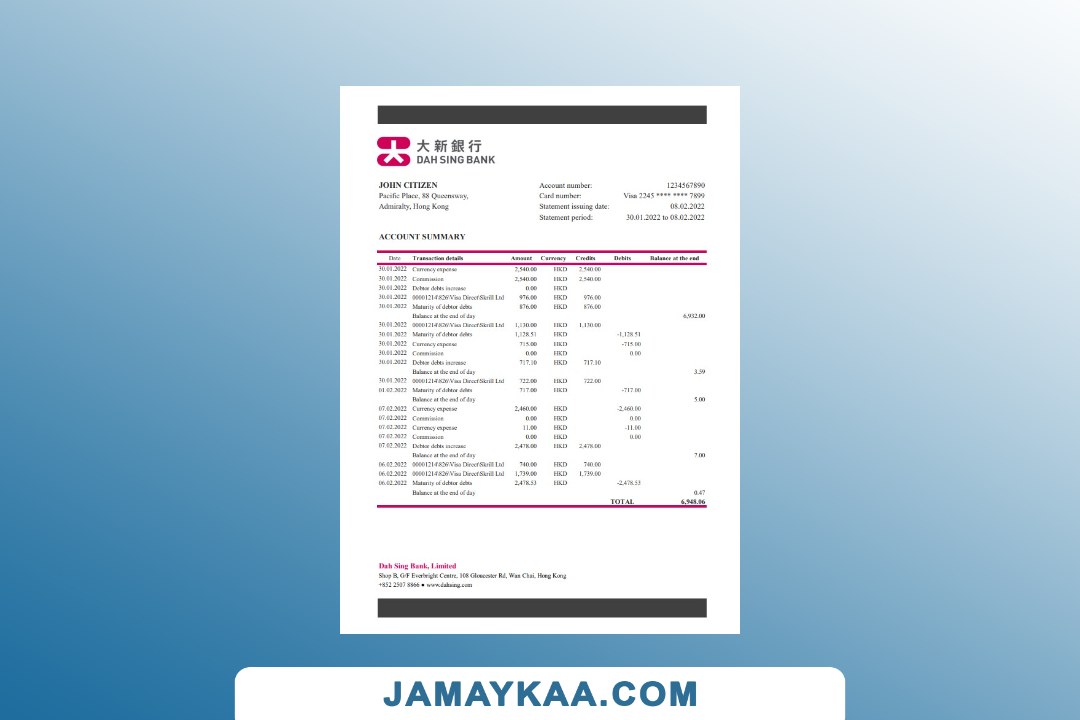 大新銀行
DAH SING BANK
JOHN CITIZEN
Pacific Place, 88 Queensway,
Admiralty, Hong Kong
Account number: 1234567890
Card number: Visa 2245 **** **** 7899
Statement issuing date: 08.02.2022
Statement period: 30.01.2022 to 08.02.2022
ACCOUNT SUMMARY
Date Transaction details Amount Currency Credits Debits Balance at the end
30.01.2022 Currency expense 2,540.00 HKD 2,540.00
30.01.2022 Commission 2,540.00 HKD 2,540.00
30.01.2022 Debtor debts increase 0.00 HKD
30.01.2022 00001214\826\Visa Direct\Skrill Ltd 976.00 HKD 976.00
30.01.2022 Maturity of debtor debts 876.00 HKD 876.00
Balance at the end of day 6,932.00
30.01.2022 00001214\826\Visa Direct\Skrill Ltd 1,130.00 HKD 1,130.00
30.01.2022 Maturity of debtor debts 1,128.51 HKD -1,128.51
30.01.2022 Currency expense 715.00 HKD -715.00
30.01.2022 Commission 0.00 HKD 0.00
30.01.2022 Debtor debts increase 717.10 HKD 717.10
Balance at the end of day 3.39
30.01.2022 00001214\826\Visa Direct\Skrill Ltd 722.00 HKD 722.00
01.02.2022 Maturity of debtor debts 717.00 HKD -717.00
Balance at the end of day 5.00
07.02.2022 Currency expense 2,460.00 HKD -2,460.00
07.02.2022 Commission 0.00 HKD 0.00
07.02.2022 Currency expense 11.00 HKD -11.00
07.02.2022 Commission 0.00 HKD 0.00
07.02.2022 Debtor debts increase 2,478.00 HKD 2,478.00
Balance at the end of day 7.00
06.02.2022 00001214\826\Visa Direct\Skrill Ltd 740.00 HKD 740.00
06.02.2022 00001214\826\Visa Direct\Skrill Ltd 1,739.00 HKD 1,739.00
06.02.2022 Maturity of debtor debts 2,478.53 HKD -2,478.53
Balance at the end of day 0.47
TOTAL 6,948.06
Dah Sing Bank, Limited
Shop B, G/F Everbright Centre, 108 Gloucester Rd, Wan Chai, Hong Kong
+852 2507 8866 ● www.dahsing.com
JAMAYKAA.COM